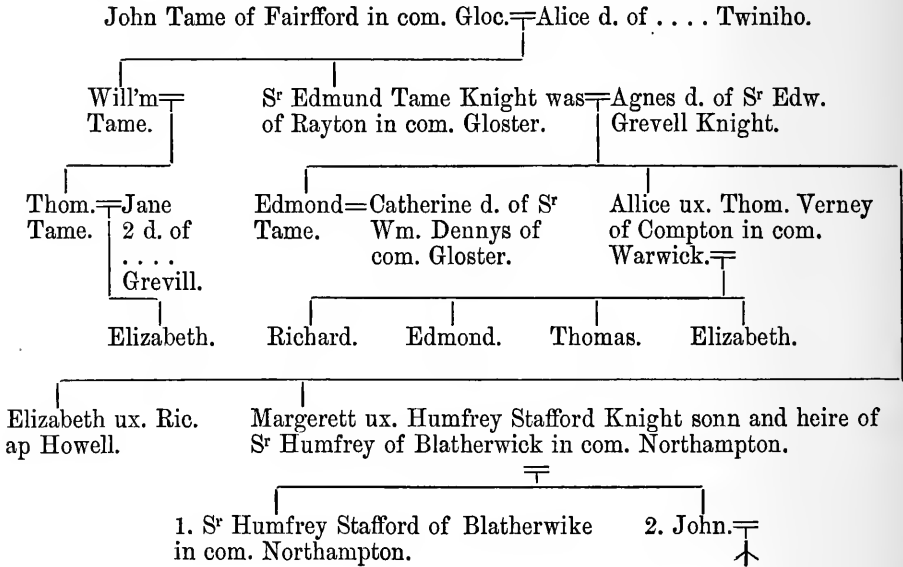 John Tame of Fairfford in com. Gloc.=Alice d. of . . . . Twiniho.
Will'm=
Tame.
Sr Edmund Tame Knight was=Agnes d. of Sr Edw.
of Rayton in com. Gloster. Grevell Knight.
Thom.=Jane
Tame. 2 d. of
. . . .
Grevill.
Edmond=Catherine d. of Sr
Tame. Wm. Dennys of
com. Gloster.
Allice ux. Thom. Verney
of Compton in com.
Warwick.=
Elizabeth.
Richard. Edmond. Thomas. Elizabeth.
Elizabeth ux. Ric.
ap Howell.
Margerett ux. Humfrey Stafford Knight sonn and heire of
Sr Humfrey of Blatherwick in com. Northampton.
=
1. Sr Humfrey Stafford of Blatherwike
in com. Northampton.
2. John.=